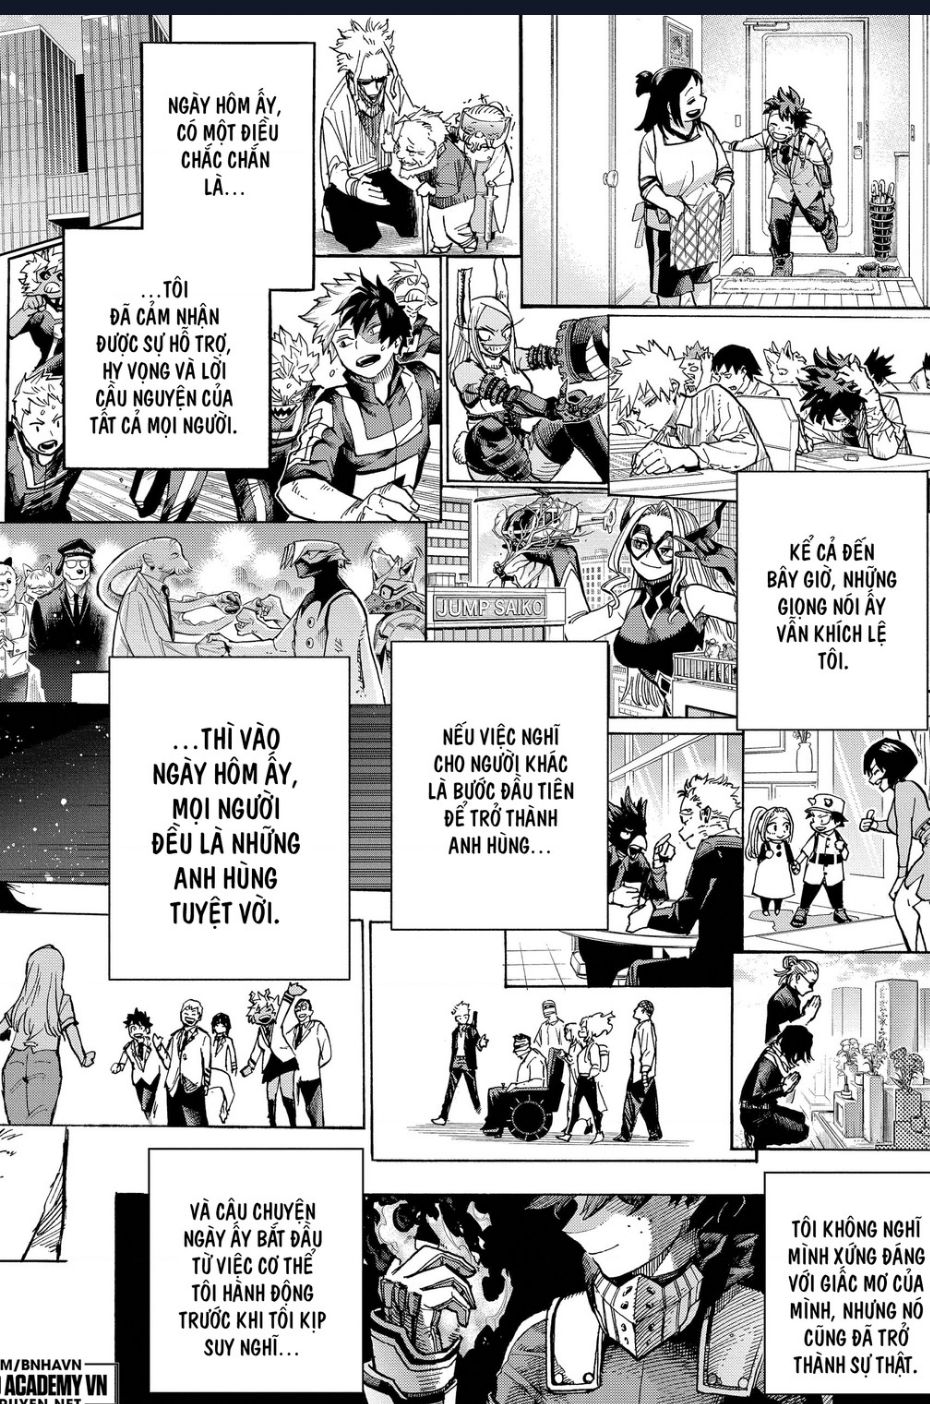 NGÀY HÔM ẤY,
CÓ MỘT ĐIỀU
CHẮC CHẮN
LÀ...
...TÔI
ĐÃ CẢM NHẬN
ĐƯỢC SỰ HỖ TRỢ,
HY VỌNG VÀ LỜI
CẦU NGUYỆN CỦA
TẤT CẢ MỌI NGƯỜI.
KỂ CẢ ĐẾN
BÂY GIỜ, NHỮNG
GIỌNG NÓI ẤY
VẪN KHÍCH LỆ
TÔI.
JUMP SAIKO
NẾU VIỆC NGHĨ
CHO NGƯỜI KHÁC
LÀ BƯỚC ĐẦU TIÊN
ĐỂ TRỞ THÀNH
ANH HÙNG...
...THÌ VÀO
NGÀY HÔM ẤY,
MỌI NGƯỜI
ĐỀU LÀ NHỮNG
ANH HÙNG
TUYỆT VỜI.
VÀ CÂU CHUYỆN
NGÀY ẤY BẮT ĐẦU
TỪ VIỆC CƠ THỂ
TÔI HÀNH ĐỘNG
TRƯỚC KHI TÔI KỊP
SUY NGHĨ...
TÔI KHÔNG NGHĨ
MÌNH XỨNG ĐÁNG
VỚI GIẤC MƠ CỦA
MÌNH, NHƯNG NÓ
CŨNG ĐÃ TRỞ
THÀNH SỰ THẬT.
M/BNHAVN
ACADEMY VN
RUYEN.NET